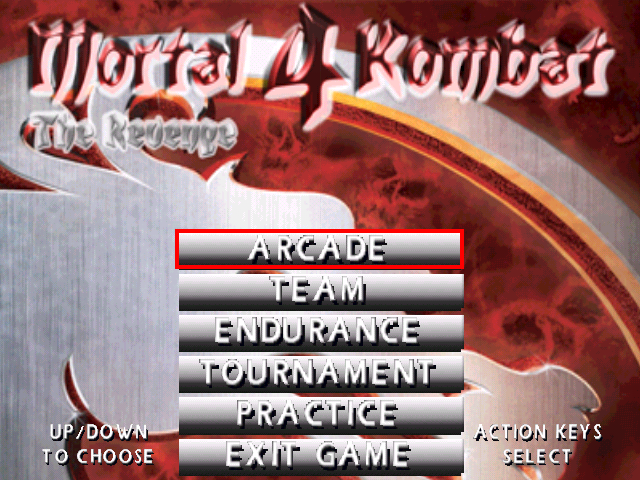 Mortal 4 Kombat
The Revenge
ARCADE
TEAM
ENDURANCE
TOURNAMENT
PRACTICE
EXIT GAME
UP/DOWN
TO CHOOSE
ACTION KEYS
SELECT